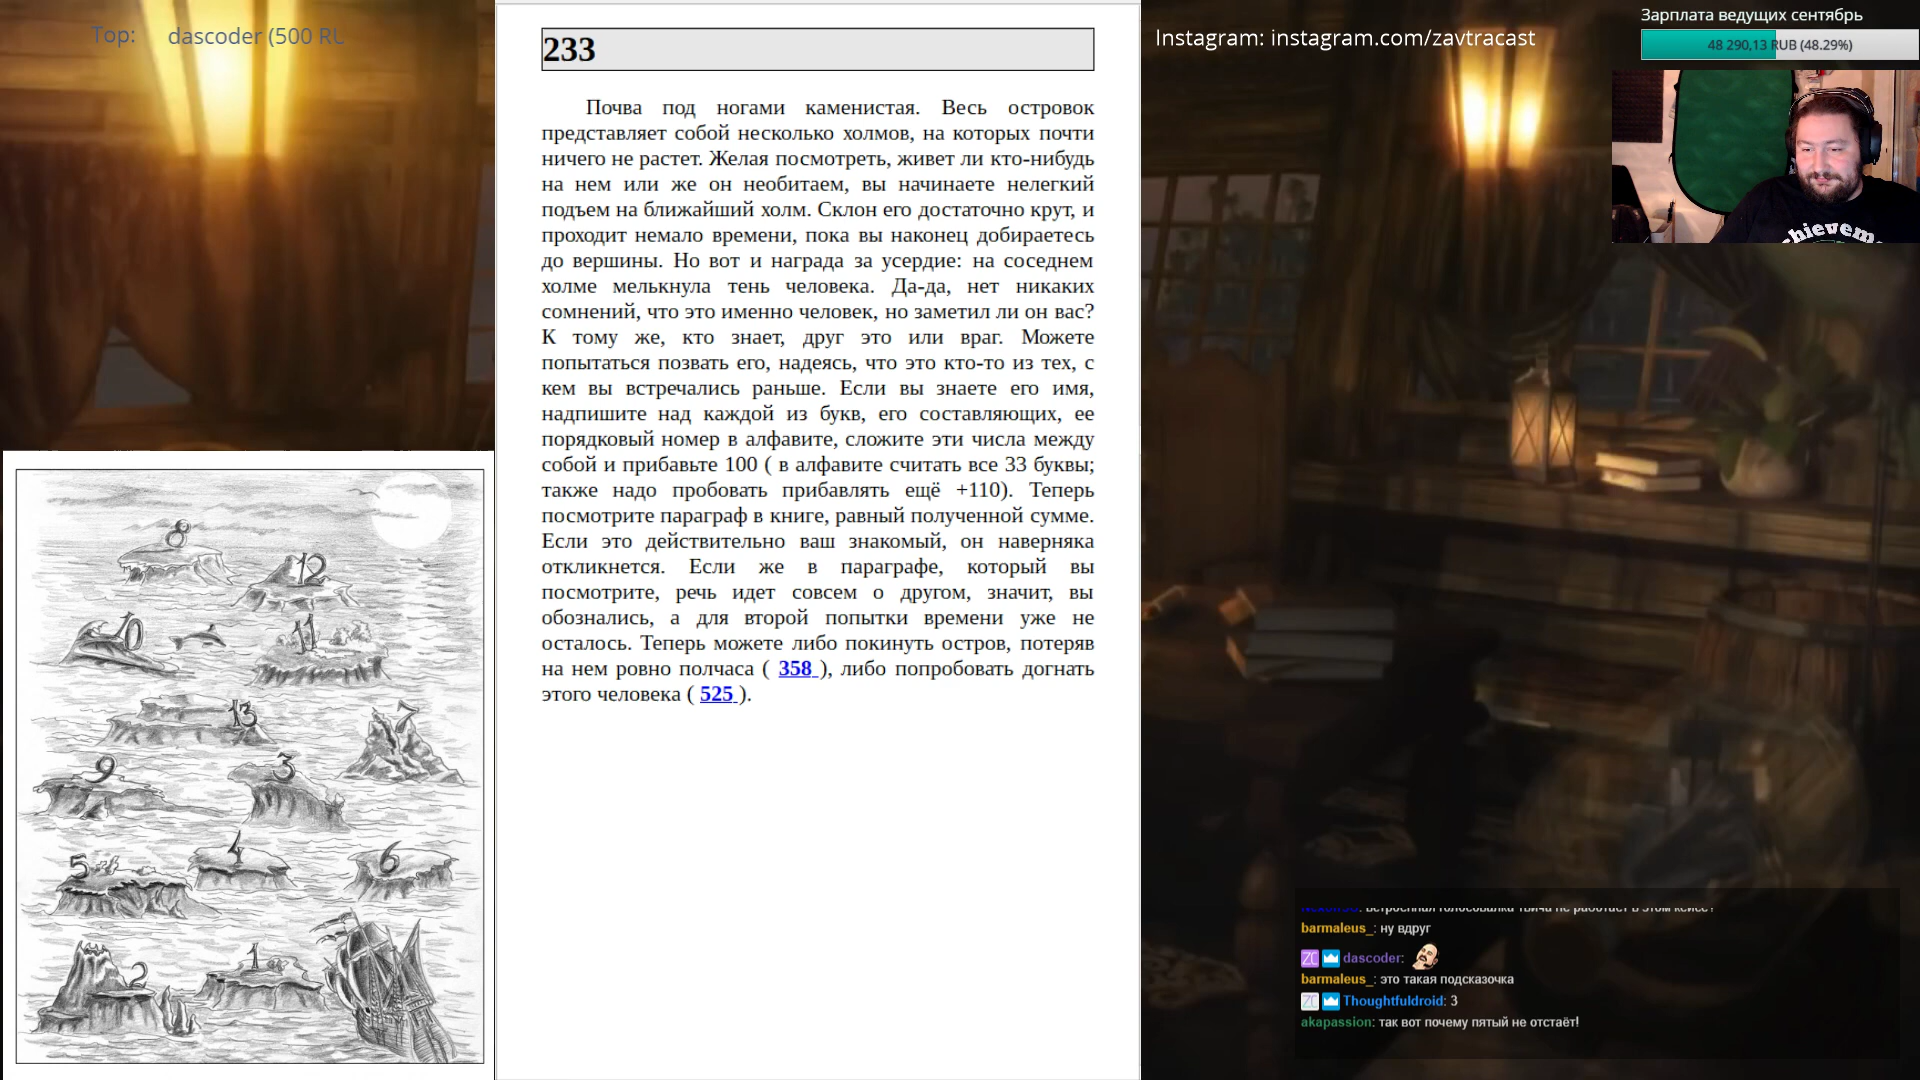 Top: dascoder (500 RU
233
Почва под ногами каменистая. Весь островок
представляет собой несколько холмов, на которых почти
ничего не растет. Желая посмотреть, живет ли кто-нибудь
на нем или же он необитаем, вы начинаете нелегкий
подъем на ближайший холм. Склон его достаточно крут, и
проходит немало времени, пока вы наконец добираетесь
до вершины. Но вот и награда за усердие: на соседнем
холме мелькнула тень человека. Да-да, нет никаких
сомнений, что это именно человек, но заметил ли он вас?
К тому же, кто знает, друг это или враг. Можете
попытаться позвать его, надеясь, что это кто-то из тех, с
кем вы встречались раньше. Если вы знаете его имя,
надпишите над каждой из букв, его составляющих, ее
порядковый номер в алфавите, сложите эти числа между
собой и прибавьте 100 ( в алфавите считать все 33 буквы;
также надо пробовать прибавлять ещё +110). Теперь
посмотрите параграф в книге, равный полученной сумме.
Если это действительно ваш знакомый, он наверняка
откликнется. Если же в параграфе, который вы
посмотрите, речь идет совсем о другом, значит, вы
обознались, а для второй попытки времени уже не
осталось. Теперь можете либо покинуть остров, потеряв
на нем ровно полчаса ( 358 ), либо попробовать догнать
этого человека ( 525 ).
Instagram: instagram.com/zavtracast
Зарплата ведущих сентябрь
48 290,13 RUB (48.29%)
chievem
8
12
10
11
13
7
9
3
5
4
6
2
1
встроенная голосовалка твича не работает в этом кейсе?
barmaleus_: ну вдруг
ZC dascoder:
barmaleus_: это такая подсказочка
ZC Thoughtfuldroid: 3
akapassion: так вот почему пятый не отстаёт!